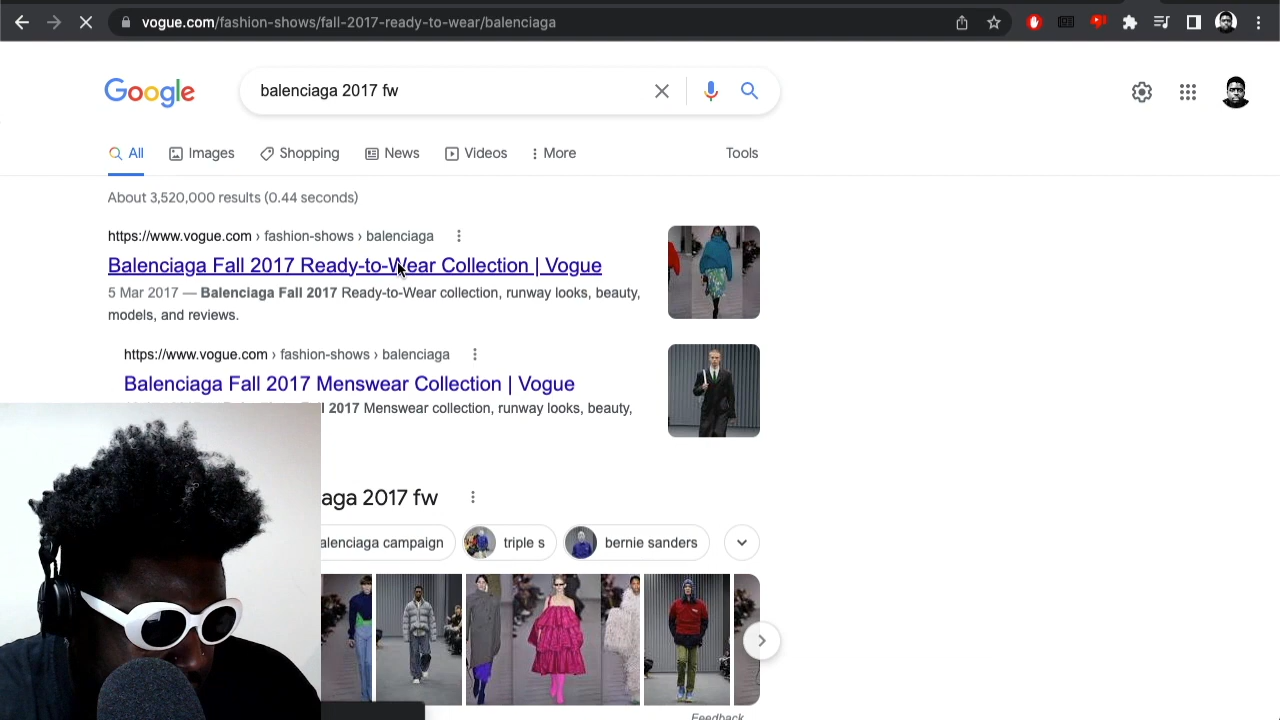 vogue.com/fashion-shows/fall-2017-ready-to-wear/balenciaga
Google
balenciaga 2017 fw
All Images Shopping News Videos More Tools
About 3,520,000 results (0.44 seconds)
https://www.vogue.com › fashion-shows › balenciaga
Balenciaga Fall 2017 Ready-to-Wear Collection | Vogue
5 Mar 2017 — Balenciaga Fall 2017 Ready-to-Wear collection, runway looks, beauty,
models, and reviews.
https://www.vogue.com › fashion-shows › balenciaga
Balenciaga Fall 2017 Menswear Collection | Vogue
2017 Menswear collection, runway looks, beauty,
aga 2017 fw
alenciaga campaign triple s bernie sanders
Feedback